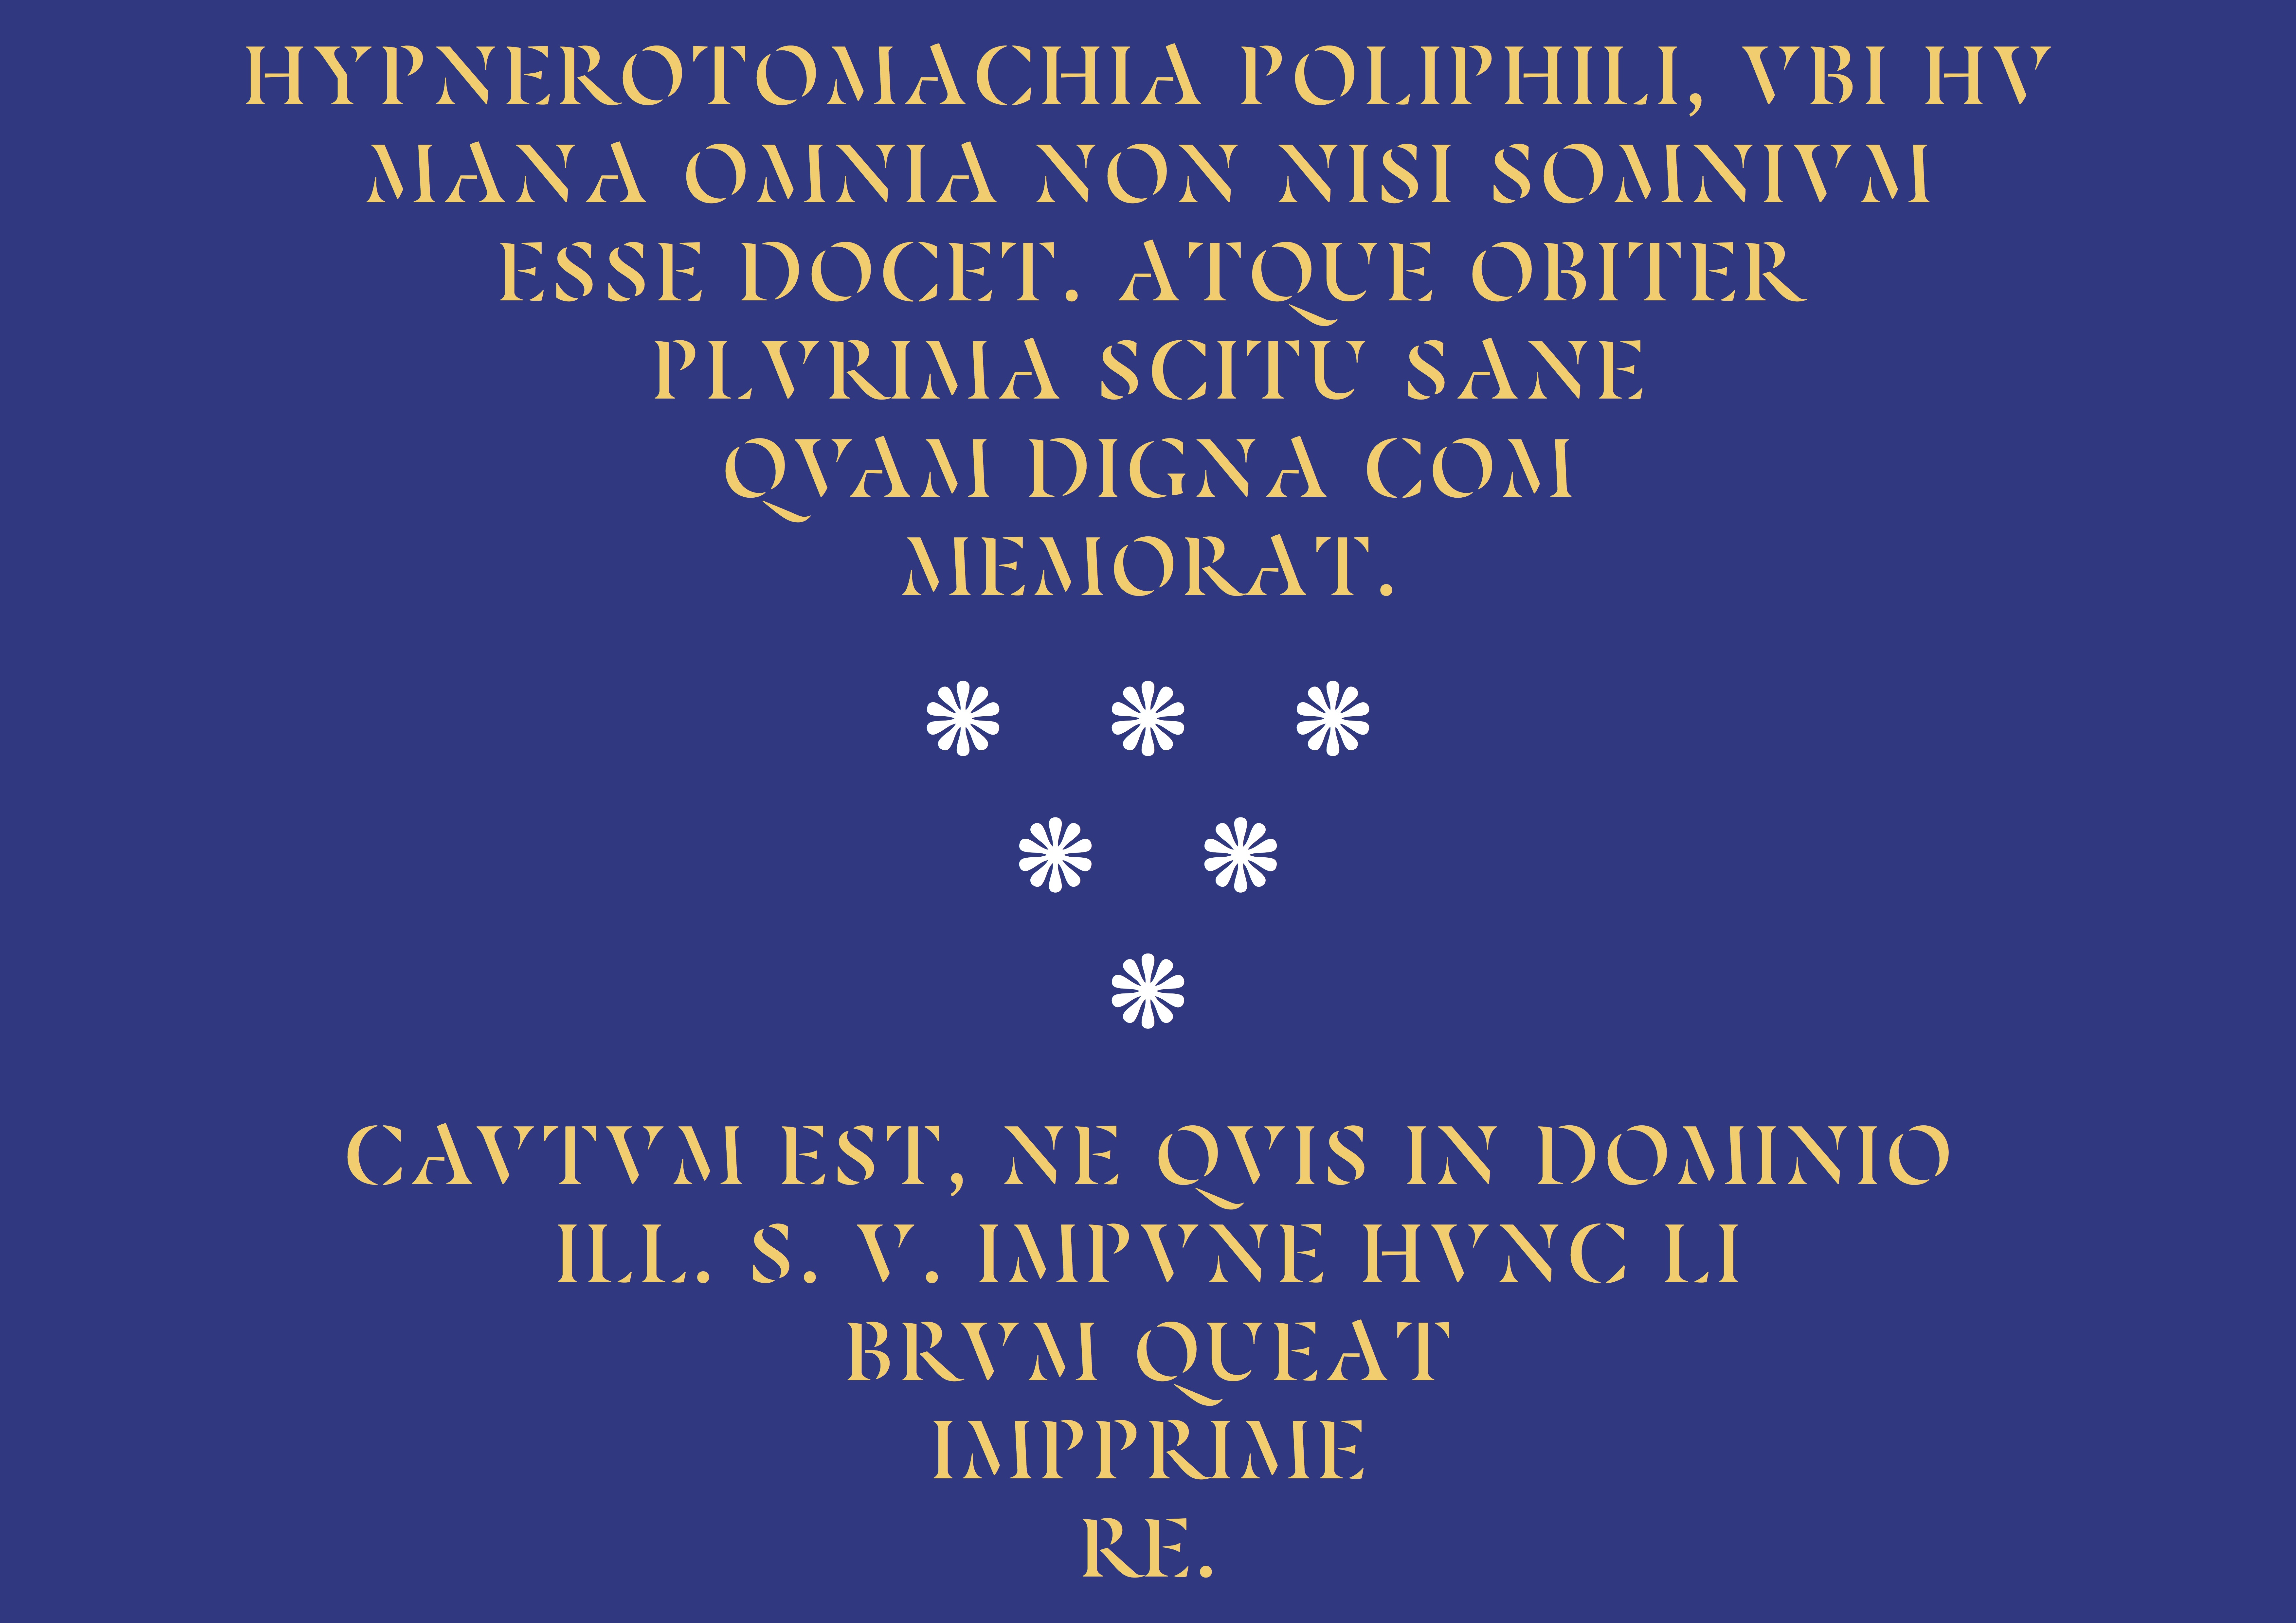 HYPNEROTOMACHIA POLIPHILI, VBI HV
MANA OMNIA NON NISI SOMNIVM
ESSE DOCET. ATQUE OBITER
PLVRIMA SCITU SANE
QVAM DIGNA COM
MEMORAT.
CAVTVM EST, NE QVIS IN DOMINIO
ILL. S. V. IMPVNE HVNC LI
BRVM QUEAT
IMPPRIME
RE.